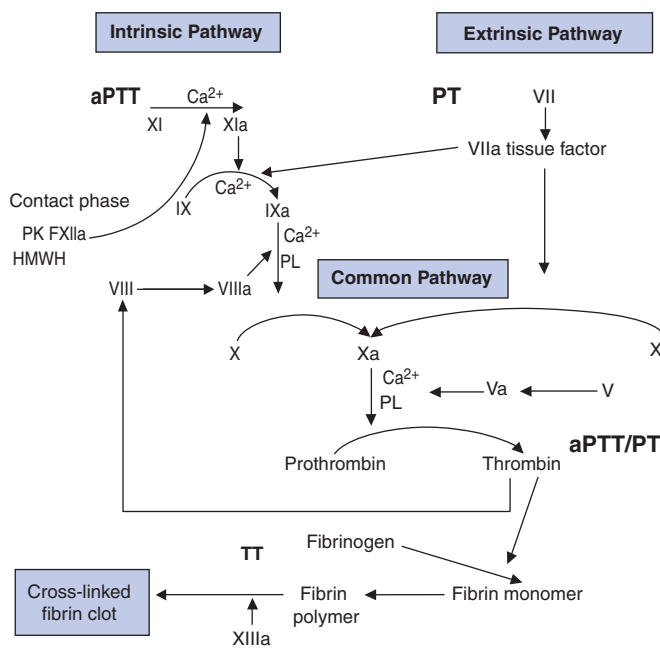 Intrinsic Pathway
Extrinsic Pathway
aPTT
Ca²⁺
XI
XIa
PT
VII
VIIa tissue factor
Contact phase
Ca²⁺
IX
IXa
PK FXIIa
HMWH
Ca²⁺
PL
VIII
VIIIa
Common Pathway
X
Xa
X
Ca²⁺
PL
Va
V
Prothrombin
Thrombin
aPTT/PT
Fibrinogen
TT
Cross-linked
fibrin clot
Fibrin
polymer
Fibrin monomer
XIIIa